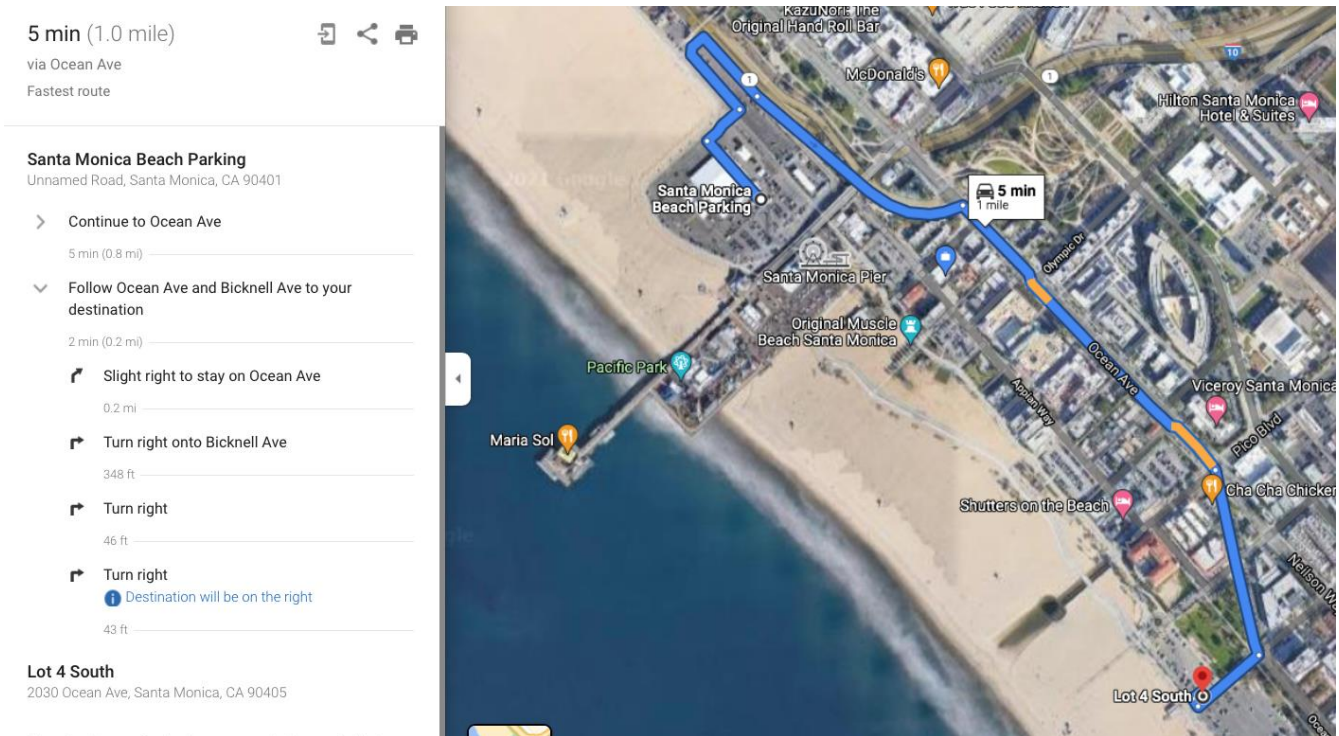 5 min (1.0 mile)
via Ocean Ave
Fastest route
Santa Monica Beach Parking
Unnamed Road, Santa Monica, CA 90401
Continue to Ocean Ave
5 min (0.8 mi)
Follow Ocean Ave and Bicknell Ave to your
destination
2 min (0.2 mi)
Slight right to stay on Ocean Ave
0.2 mi
Turn right onto Bicknell Ave
348 ft
Turn right
46 ft
Turn right
Destination will be on the right
43 ft
Lot 4 South
2030 Ocean Ave, Santa Monica, CA 90405
KazuNori: The
Original Hand Roll Bar
McDonald's
1
1
10
Hilton Santa Monica
Hotel & Suites
Santa Monica
Beach Parking
5 min
1 mile
Olympic Dr
Santa Monica Pier
Original Muscle
Beach Santa Monica
Pacific Park
Ocean Ave
Appian Way
Viceroy Santa Monica
Pico Blvd
Maria Sol
Shutters on the Beach
Cha Cha Chicken
Neilson W
Lot 4 South
Ocea